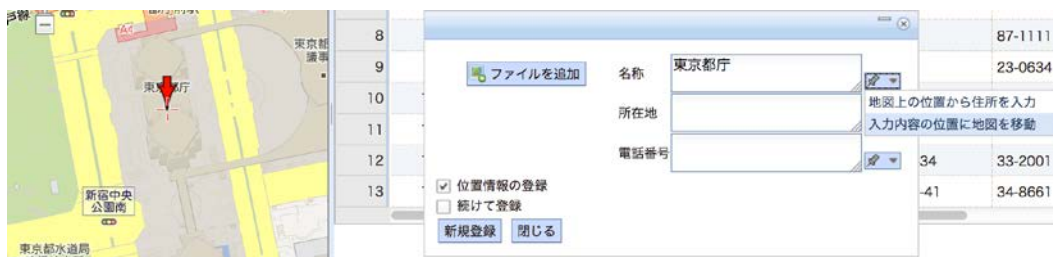 東京都庁
新宿中央
公園南
東京都水道局
8
9
10
11
12
13
ファイルを追加
名称
東京都庁
所在地
電話番号
位置情報の登録
続けて登録
新規登録
閉じる
地図上の位置から住所を入力
入力内容の位置に地図を移動
87-1111
23-0634
34
33-2001
-41
34-8661